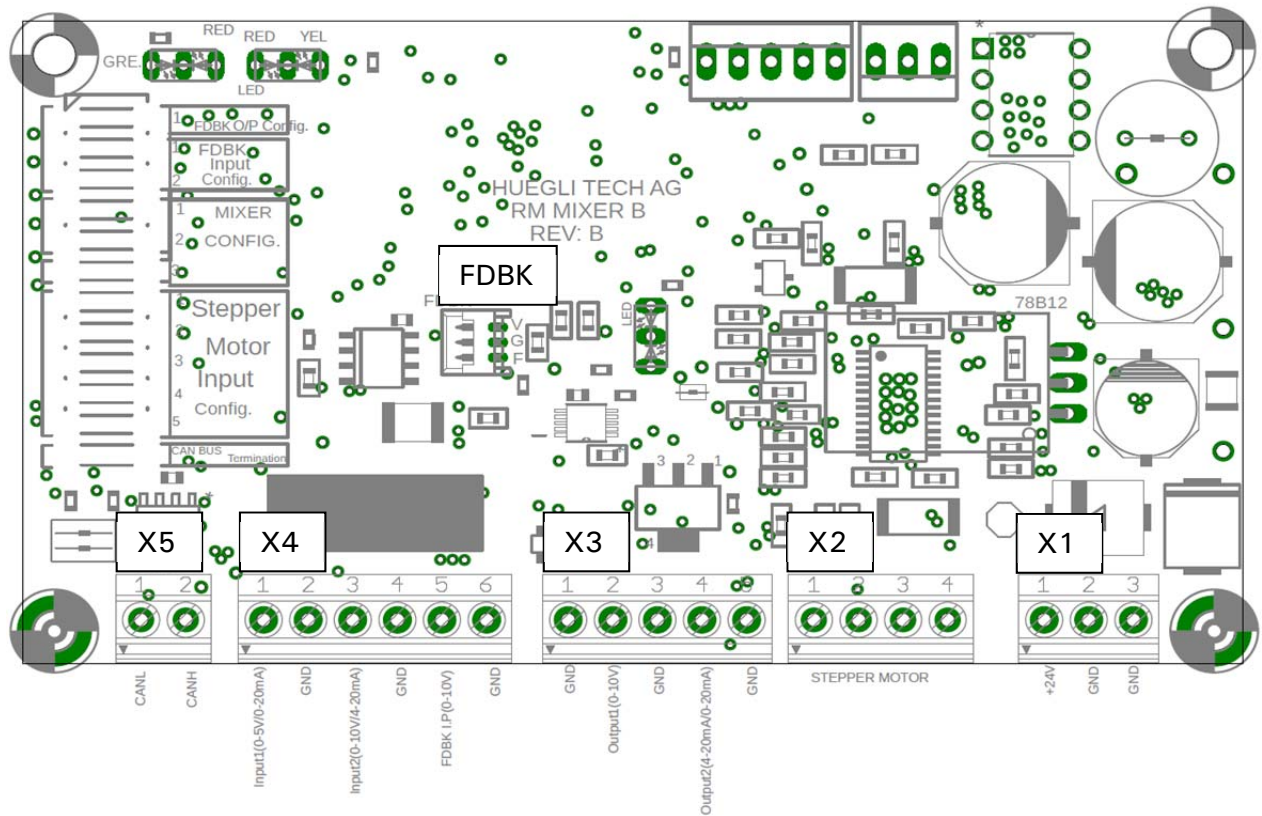 RED RED YEL
GRE.
LED
*
1 FDBK O/P Config.
1 FDBK
Input
2 Config.
HUEGLI TECH AG
RM MIXER B
REV: B
1 MIXER
2 CONFIG.
3
FDBK
78B12
Stepper
LED
V
G
F
Motor
3
Input
4
Config.
5
CAN BUS Termination
3 2 1
4
*
X5 X4 X3 X2 X1
1 2 1 2 3 4 5 6 1 2 3 4 5 1 2 3 4 1 2 3
CANL
CANH
Input1(0-5V/0-20mA)
GND
Input2(0-10V/4-20mA)
GND
FDBK I.P(0-10V)
GND
GND
Output1(0-10V)
GND
Output2(4-20mA/0-20mA)
GND
STEPPER MOTOR
+24V
GND
GND